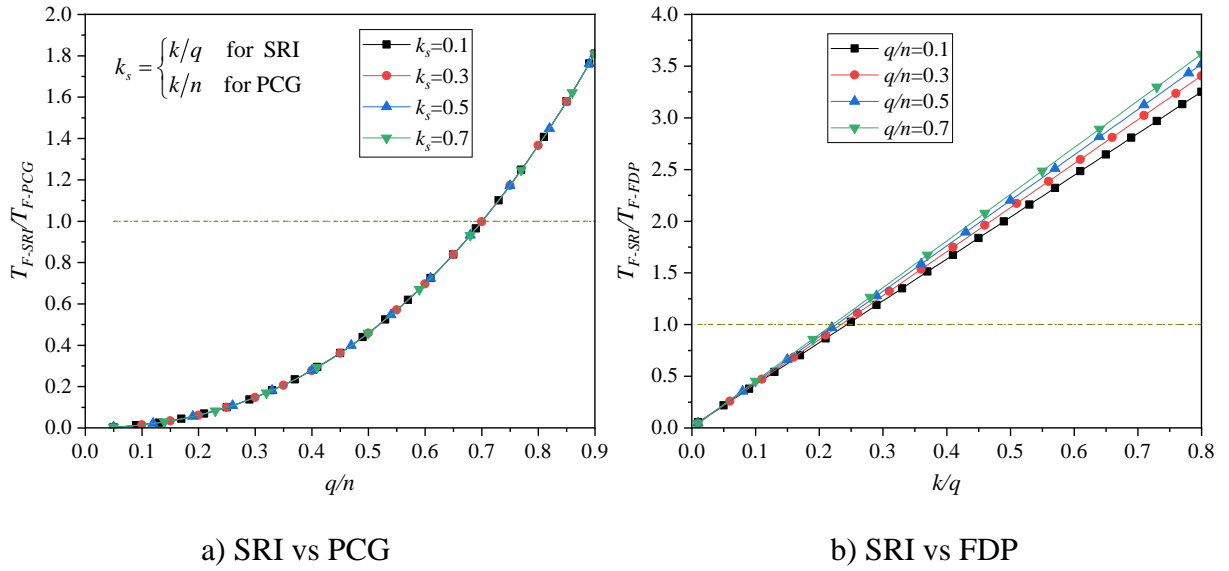 2.0
1.8
1.6
1.4
1.2
1.0
0.8
0.6
0.4
0.2
0.0
T_{F-SRI}/T_{F-PCG}
k_s = { k/q for SRI
k/n for PCG
k_s=0.1
k_s=0.3
k_s=0.5
k_s=0.7
0.0 0.1 0.2 0.3 0.4 0.5 0.6 0.7 0.8 0.9
q/n
a) SRI vs PCG
4.0
3.5
3.0
2.5
2.0
1.5
1.0
0.5
0.0
T_{F-SRI}/T_{F-FDP}
q/n=0.1
q/n=0.3
q/n=0.5
q/n=0.7
0.0 0.1 0.2 0.3 0.4 0.5 0.6 0.7 0.8
k/q
b) SRI vs FDP